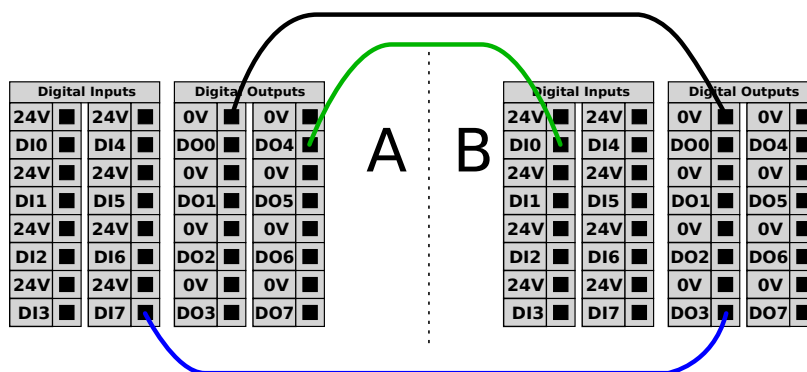 Digital Inputs Digital Outputs Digital Inputs Digital Outputs
24V 24V 0V 0V 24V 24V 0V 0V
DI0 DI4 DO0 DO4 A B DI0 DI4 DO0 DO4
24V 24V 0V 0V 24V 24V 0V 0V
DI1 DI5 DO1 DO5 DI1 DI5 DO1 DO5
24V 24V 0V 0V 24V 24V 0V 0V
DI2 DI6 DO2 DO6 DI2 DI6 DO2 DO6
24V 24V 0V 0V 24V 24V 0V 0V
DI3 DI7 DO3 DO7 DI3 DI7 DO3 DO7